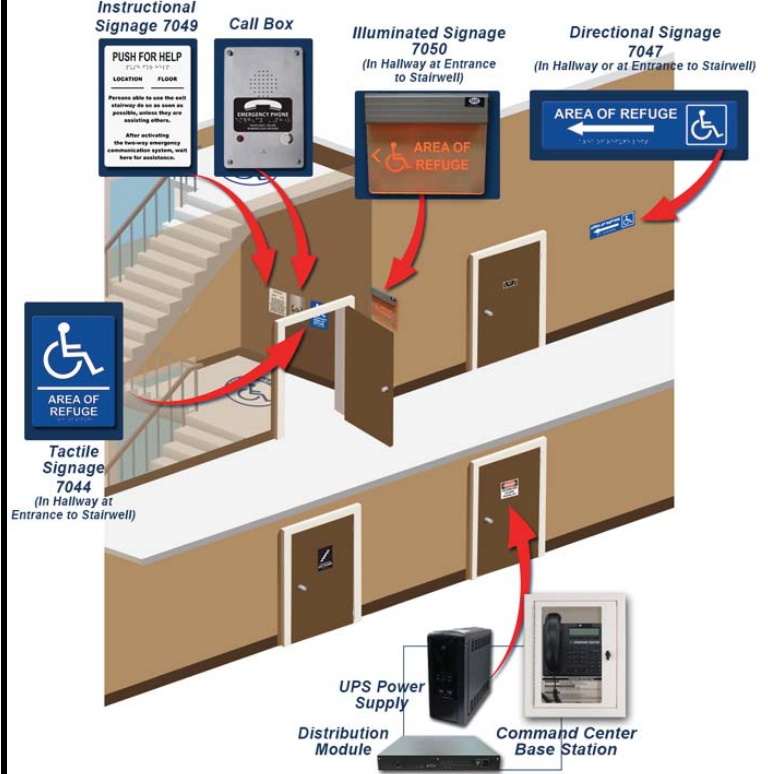 Instructional
Signage 7049
Call Box
Illuminated Signage
7050
(In Hallway at Entrance
to Stairwell)
Directional Signage
7047
(In Hallway or at Entrance to Stairwell)
PUSH FOR HELP
LOCATION FLOOR
Persons able to use the exit
stairway do so as soon as
possible, unless they are
assisting others.
After activating
the two-way emergency
communication system, wait
here for assistance.
EMERGENCY PHONE
AREA OF
REFUGE
AREA OF REFUGE
AREA OF REFUGE
AREA OF
REFUGE
Tactile
Signage
7044
(In Hallway at
Entrance to Stairwell)
UPS Power
Supply
Distribution
Module
Command Center
Base Station